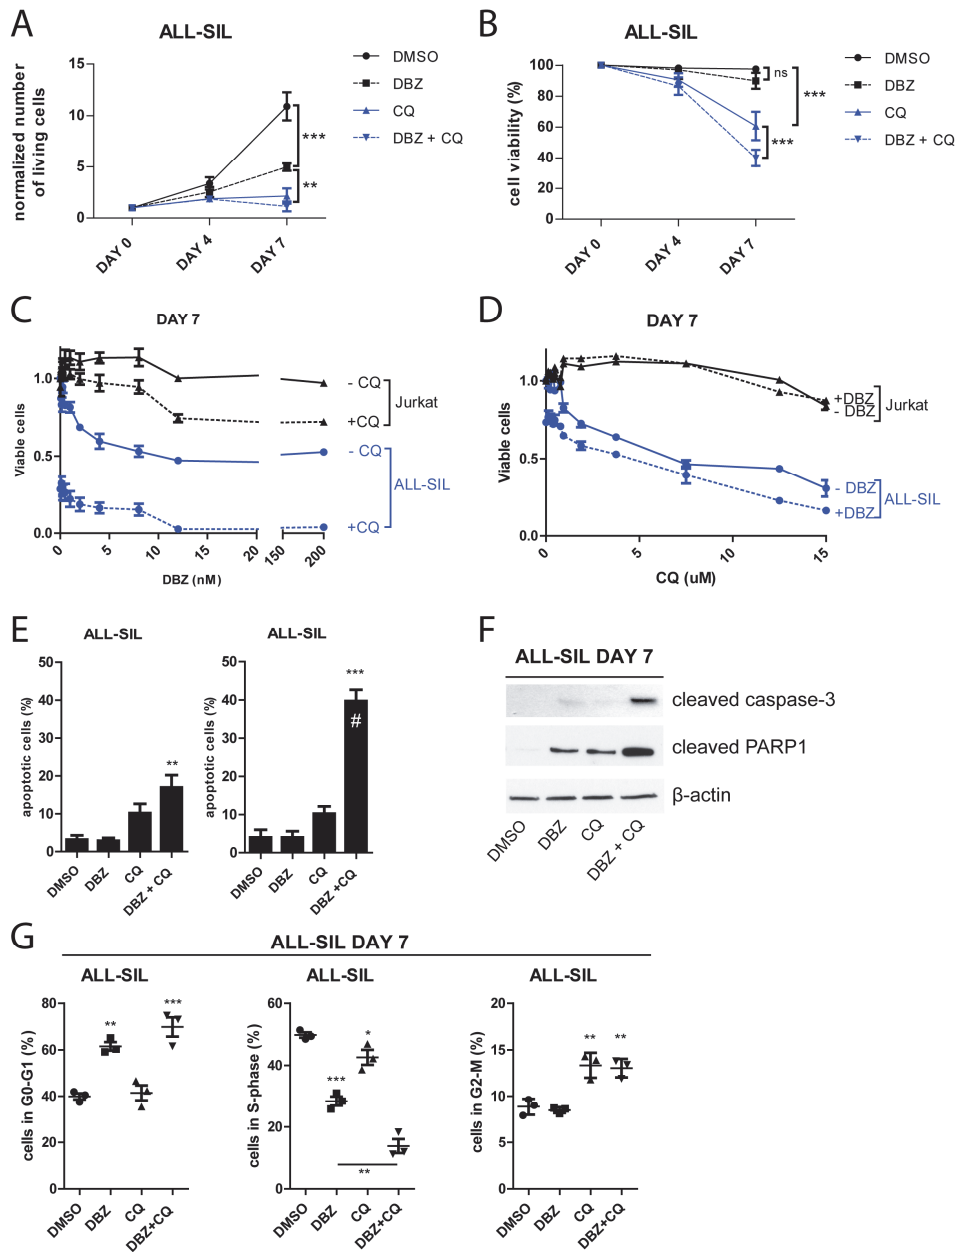 A
ALL-SIL
normalized number
of living cells
15
10
5
0
DAY 0
DAY 4
DAY 7
***
**
DMSO
DBZ
CQ
DBZ + CQ
B
ALL-SIL
cell viability (%)
100
80
60
40
20
0
DAY 0
DAY 4
DAY 7
ns
***
***
DMSO
DBZ
CQ
DBZ + CQ
C
DAY 7
Viable cells
1.0
0.5
0.0
0
5
10
15
20
150
200
DBZ (nM)
- CQ
+CQ
Jurkat
- CQ
+CQ
ALL-SIL
D
DAY 7
Viable cells
1.0
0.5
0.0
0
5
10
15
CQ (uM)
+DBZ
- DBZ
Jurkat
- DBZ
+DBZ
ALL-SIL
E
ALL-SIL
apoptotic cells (%)
50
40
30
20
10
0
**
DMSO
DBZ
CQ
DBZ + CQ
ALL-SIL
apoptotic cells (%)
50
40
30
20
10
0
***
#
DMSO
DBZ
CQ
DBZ +CQ
F
ALL-SIL DAY 7
cleaved caspase-3
cleaved PARP1
β-actin
DMSO
DBZ
CQ
DBZ + CQ
G
ALL-SIL DAY 7
ALL-SIL
cells in G0-G1 (%)
80
60
40
20
0
**
***
DMSO
DBZ
CQ
DBZ+CQ
ALL-SIL
cells in S-phase (%)
60
40
20
0
***
*
**
DMSO
DBZ
CQ
DBZ+CQ
ALL-SIL
cells in G2-M (%)
20
15
10
5
0
**
**
DMSO
DBZ
CQ
DBZ+CQ